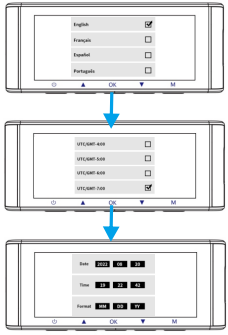 English
Français
Español
Português
OK M
UTC/GMT-4:00
UTC/GMT-5:00
UTC/GMT-6:00
UTC/GMT-7:00
OK M
Date 2022 08 20
Time 19 22 42
Format MM DD YY
OK M